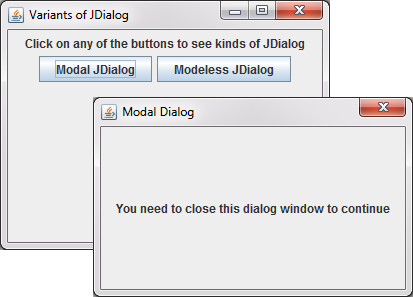 Variants of JDialog
Click on any of the buttons to see kinds of JDialog
Modal JDialog Modeless JDialog
Modal Dialog
You need to close this dialog window to continue